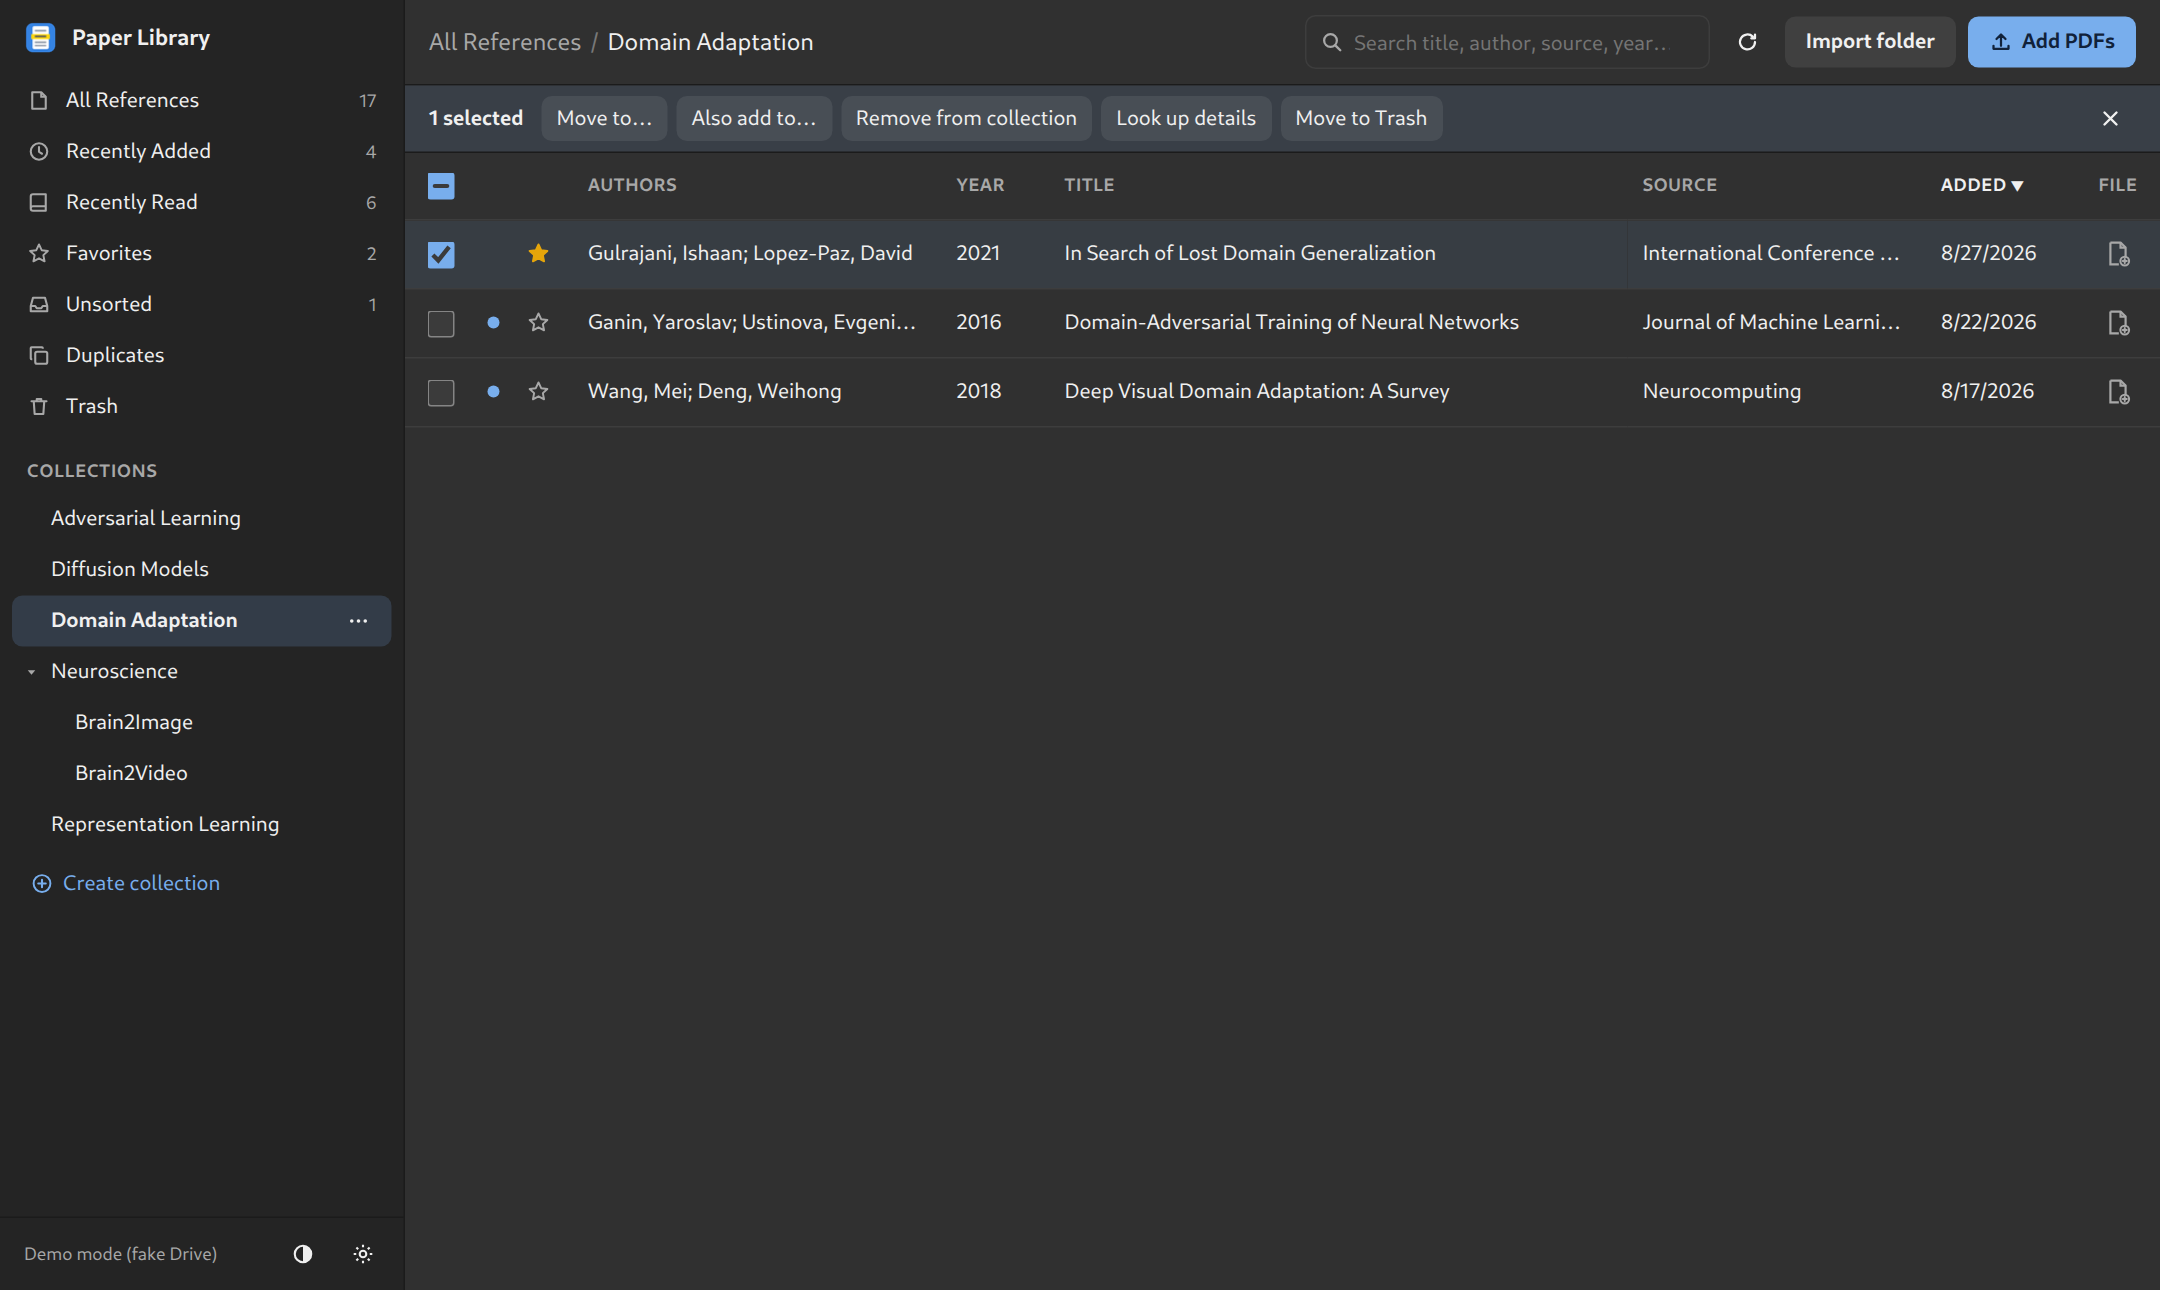 Paper Library
All References 17
Recently Added 4
Recently Read 6
Favorites 2
Unsorted 1
Duplicates
Trash
COLLECTIONS
Adversarial Learning
Diffusion Models
Domain Adaptation ...
Neuroscience
Brain2Image
Brain2Video
Representation Learning
Create collection
Demo mode (fake Drive)
All References / Domain Adaptation
Search title, author, source, year...
Import folder
Add PDFs
1 selected
Move to...
Also add to...
Remove from collection
Look up details
Move to Trash
AUTHORS YEAR TITLE SOURCE ADDED ▼ FILE
Gulrajani, Ishaan; Lopez-Paz, David 2021 In Search of Lost Domain Generalization International Conference ... 8/27/2026
Ganin, Yaroslav; Ustinova, Evgeni... 2016 Domain-Adversarial Training of Neural Networks Journal of Machine Learni... 8/22/2026
Wang, Mei; Deng, Weihong 2018 Deep Visual Domain Adaptation: A Survey Neurocomputing 8/17/2026